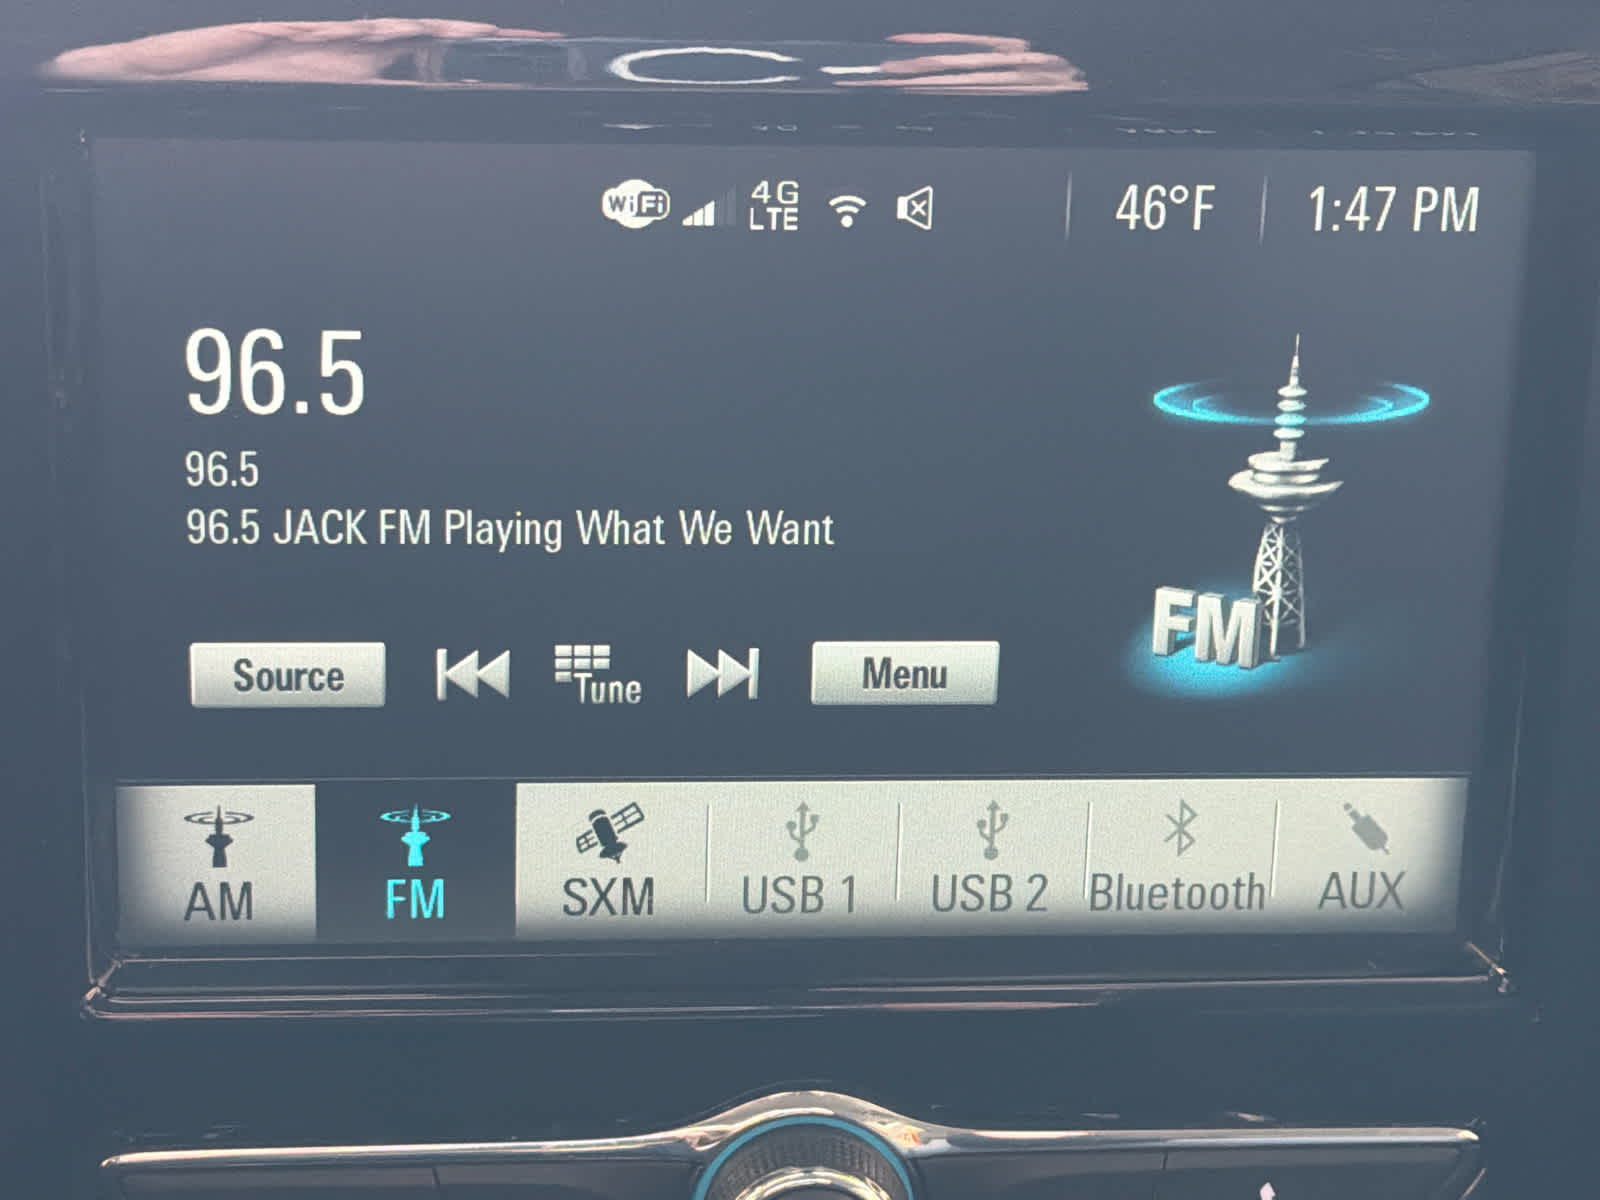 WiFi 4G LTE 46°F 1:47 PM
96.5
96.5
96.5 JACK FM Playing What We Want
FM
Source Tune Menu
AM FM SXM USB 1 USB 2 Bluetooth AUX